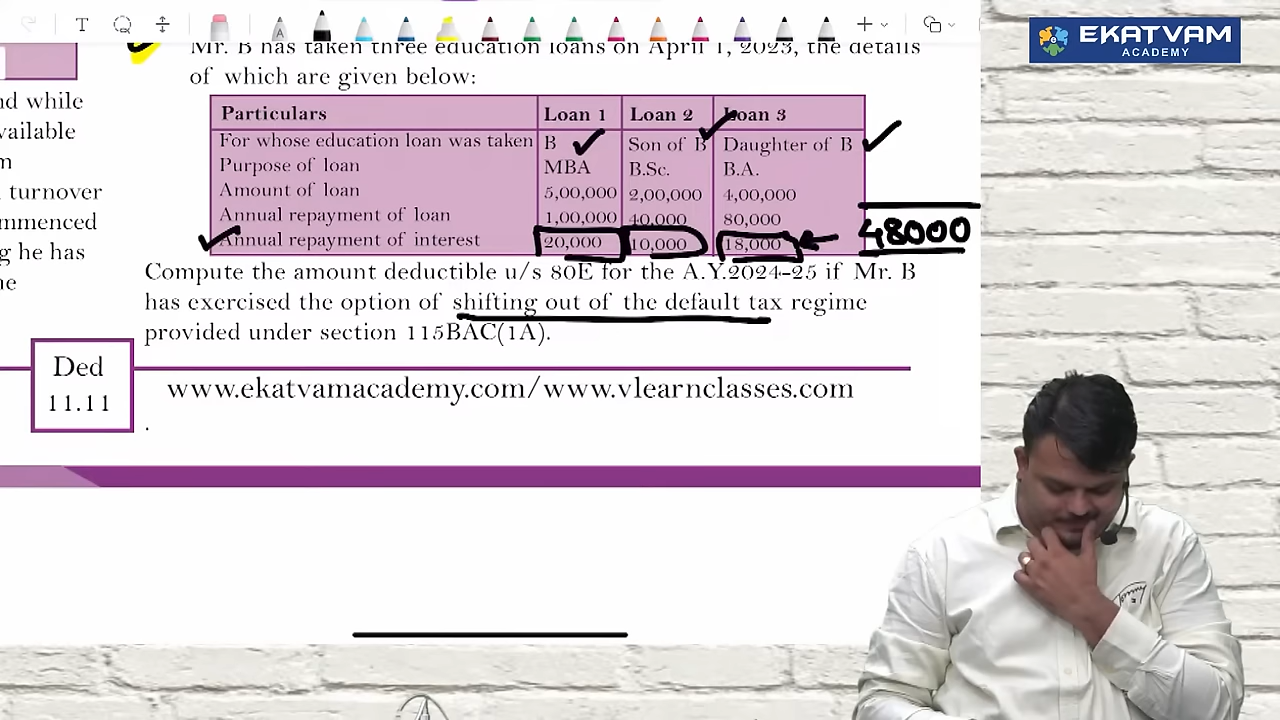 EKATVAM
ACADEMY
T
Mr. B has taken three education loans on April 1, 2023, the details
of which are given below:
Particulars Loan 1 Loan 2 Loan 3
For whose education loan was taken B Son of B Daughter of B
Purpose of loan MBA B.Sc. B.A.
Amount of loan 5,00,000 2,00,000 4,00,000
Annual repayment of loan 1,00,000 40,000 80,000
Annual repayment of interest 20,000 10,000 18,000
48000
Compute the amount deductible u/s 80E for the A.Y.2024-25 if Mr. B
has exercised the option of shifting out of the default tax regime
provided under section 115BAC(1A).
nd while
vailable
m
turnover
mmenced
g he has
ne
Ded
11.11
www.ekatvamacademy.com/www.vlearnclasses.com